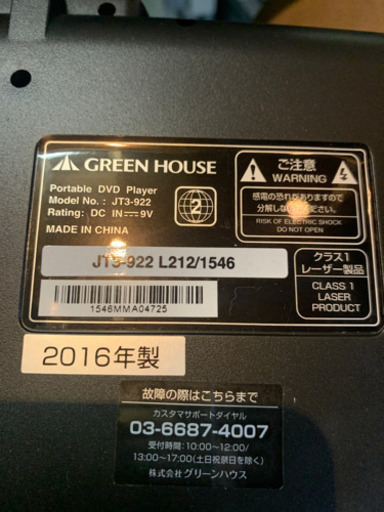 GREEN HOUSE
Portable DVD Player
Model No. : JT3-922
Rating: DC IN⎓9V
MADE IN CHINA
2
ご注意
WARNING
感電の恐れがありますので
分解しないで下さい
RISK OF ELECTRIC SHOCK
DO NOT OPEN
JT3-922 L212/1546
1546MMA04725
クラス1
レーザー製品
CLASS 1
LASER
PRODUCT
2016年製
故障の際はこちらまで
カスタマサポートダイヤル
03-6687-4007
受付時間:10:00~12:00/
13:00~17:00(土日祝祭日を除く)
株式会社グリーンハウス